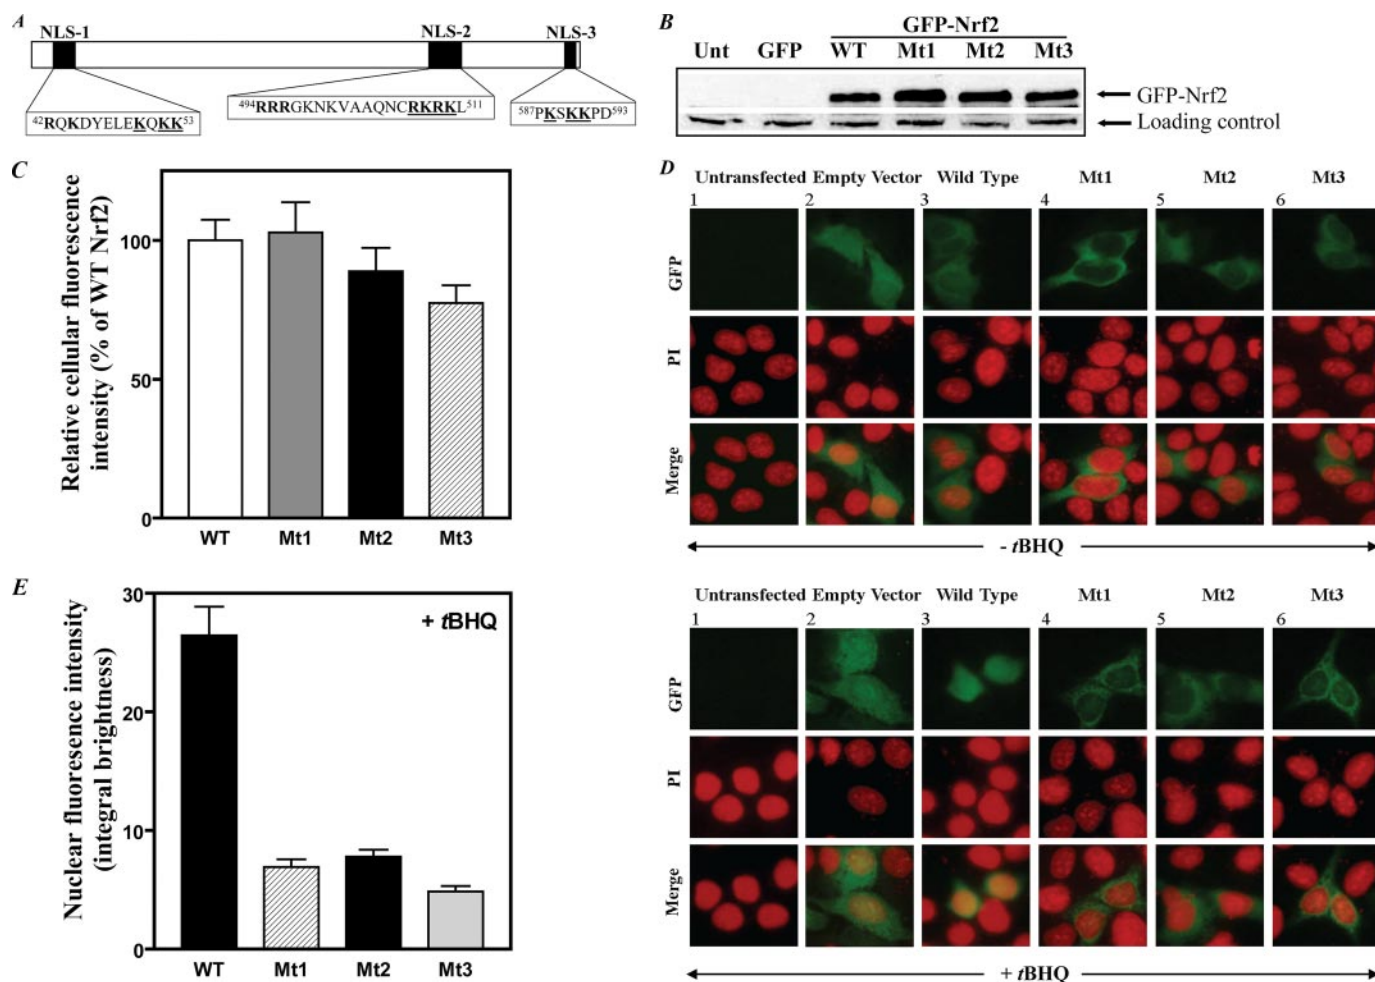 A
NLS-1 NLS-2 NLS-3
42RQKDYELEKQKK53
494RRRGKNKVAAQNCRKRKL511
587PKSKKPD593
B
GFP-Nrf2
Unt GFP WT Mt1 Mt2 Mt3
GFP-Nrf2
Loading control
C
Relative cellular fluorescence
intensity (% of WT Nrf2)
100
50
0
WT Mt1 Mt2 Mt3
D
Untransfected Empty Vector Wild Type Mt1 Mt2 Mt3
1 2 3 4 5 6
GFP
PI
Merge
- tBHQ
E
Nuclear fluoresence intensity
(integral brightness)
30
20
10
0
+ tBHQ
WT Mt1 Mt2 Mt3
Untransfected Empty Vector Wild Type Mt1 Mt2 Mt3
1 2 3 4 5 6
GFP
PI
Merge
+ tBHQ